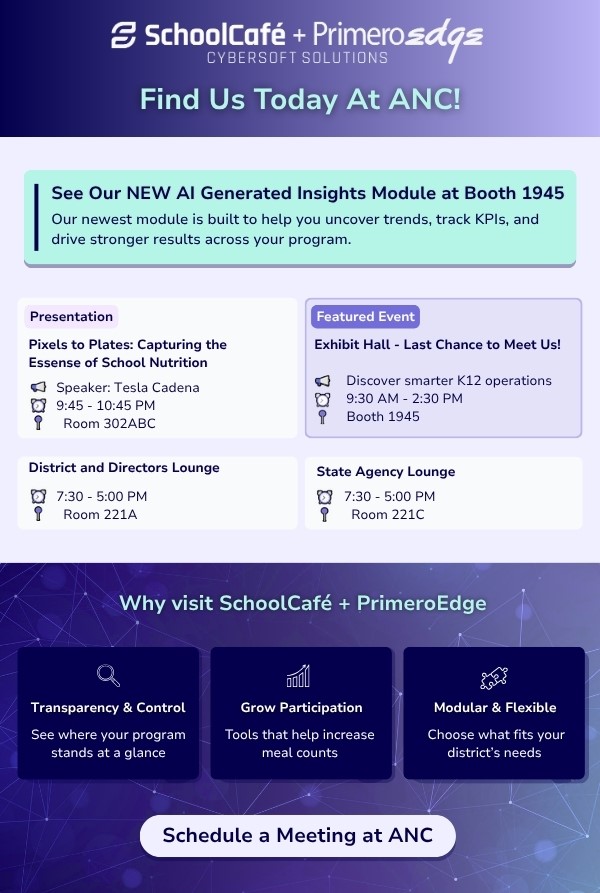 SchoolCafé + Primeroedge
CYBERSOFT SOLUTIONS
Find Us Today At ANC!
See Our NEW AI Generated Insights Module at Booth 1945
Our newest module is built to help you uncover trends, track KPIs, and
drive stronger results across your program.
Presentation
Pixels to Plates: Capturing the
Essense of School Nutrition
Speaker: Tesla Cadena
9:45 - 10:45 PM
Room 302ABC
Featured Event
Exhibit Hall - Last Chance to Meet Us!
Discover smarter K12 operations
9:30 AM - 2:30 PM
Booth 1945
District and Directors Lounge
7:30 - 5:00 PM
Room 221A
State Agency Lounge
7:30 - 5:00 PM
Room 221C
Why visit SchoolCafé + PrimeroEdge
Transparency & Control
See where your program
stands at a glance
Grow Participation
Tools that help increase
meal counts
Modular & Flexible
Choose what fits your
district's needs
Schedule a Meeting at ANC